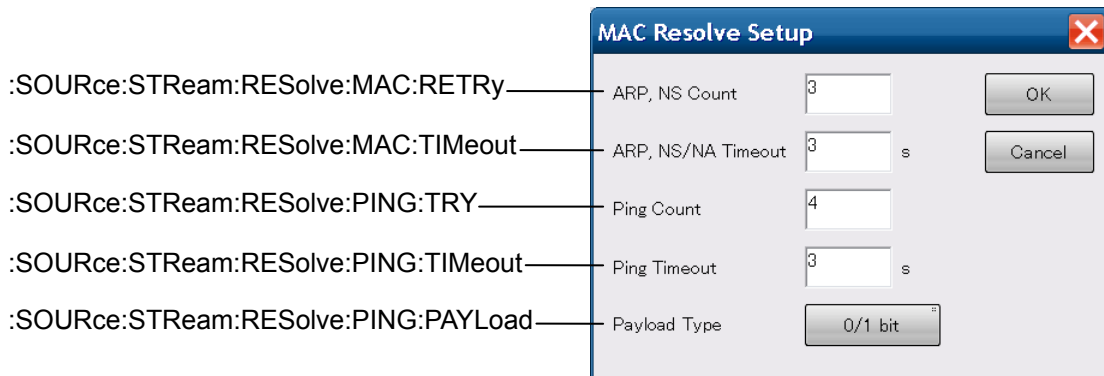 MAC Resolve Setup
:SOURce:STReam:RESolve:MAC:RETRy ARP, NS Count 3 OK
:SOURce:STReam:RESolve:MAC:TIMeout ARP, NS/NA Timeout 3 s Cancel
:SOURce:STReam:RESolve:PING:TRY Ping Count 4
:SOURce:STReam:RESolve:PING:TIMeout Ping Timeout 3 s
:SOURce:STReam:RESolve:PING:PAYLoad Payload Type 0/1 bit